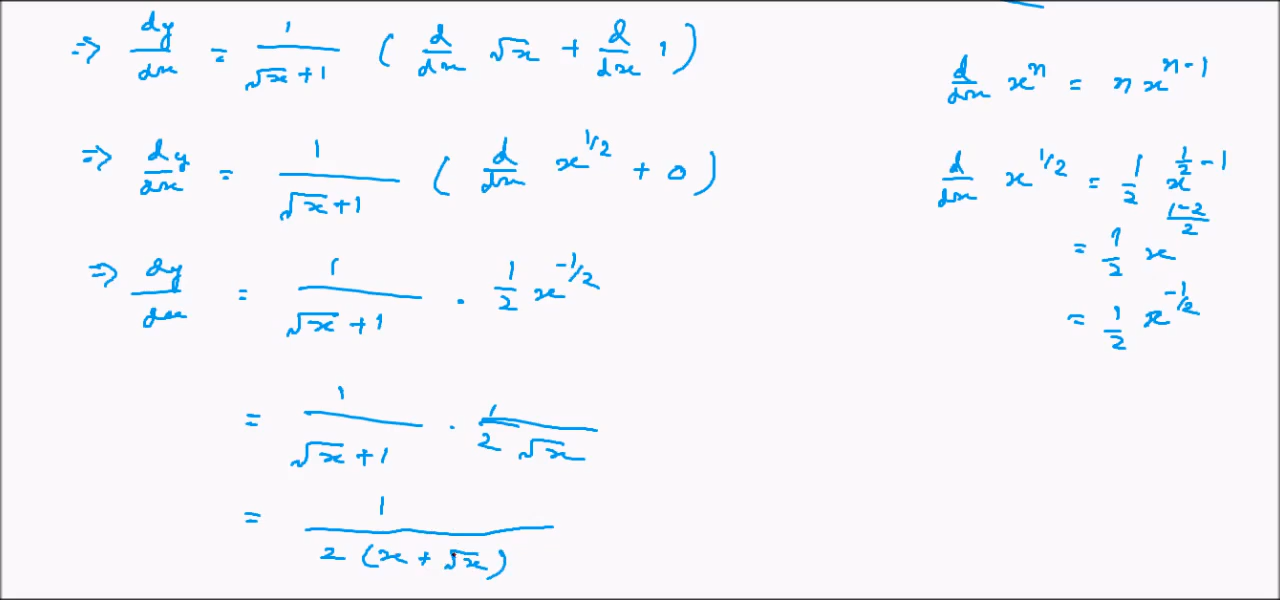 ⇒ dy/dx = 1/(√x + 1) ( d/dx √x + d/dx 1 )
⇒ dy/dx = 1/(√x + 1) ( d/dx x^(1/2) + 0 )
⇒ dy/dx = 1/(√x + 1) · 1/2 x^(-1/2)
= 1/(√x + 1) · 1/(2√x)
= 1/(2 (x + √x))
d/dx x^n = n x^(n-1)
d/dx x^(1/2) = 1/2 x^(1/2 - 1)
= 1/2 x^((1-2)/2)
= 1/2 x^(-1/2)